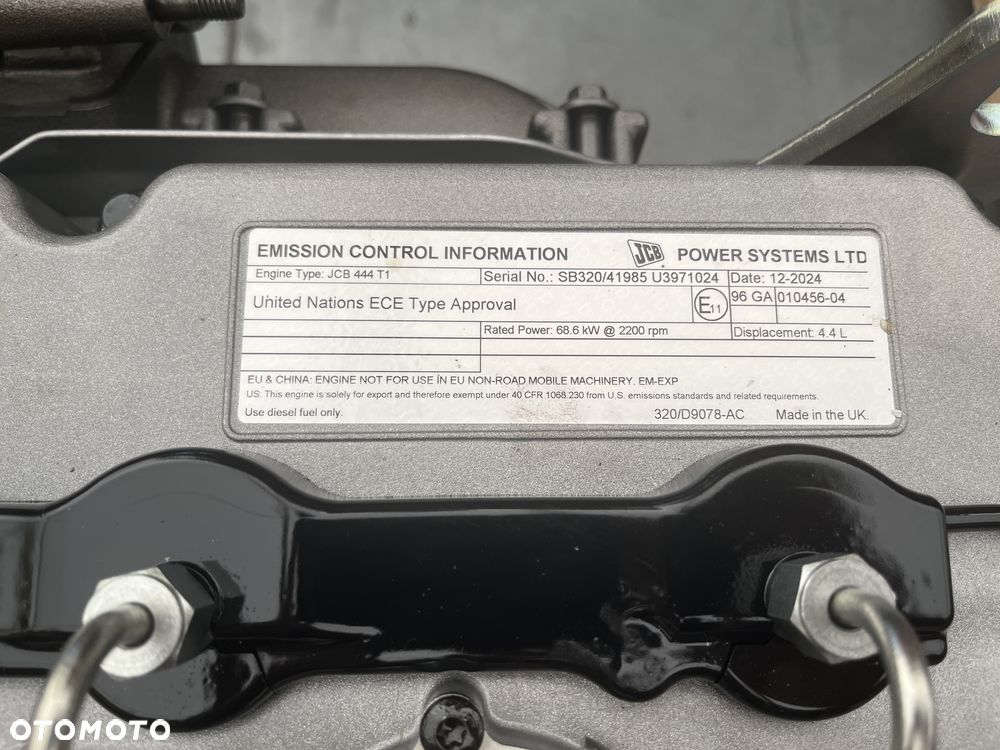 EMISSION CONTROL INFORMATION JCB POWER SYSTEMS LTD
Engine Type: JCB 444 T1 Serial No.: SB320/41985 U3971024 Date: 12-2024
United Nations ECE Type Approval E11 96 GA 010456-04
Rated Power: 68.6 kW @ 2200 rpm Displacement: 4.4 L
EU & CHINA: ENGINE NOT FOR USE IN EU NON-ROAD MOBILE MACHINERY. EM-EXP
US: This engine is solely for export and therefore exempt under 40 CFR 1068.230 from U.S. emissions standards and related requirements.
Use diesel fuel only. 320/D9078-AC Made in the UK.
OTOMOTO